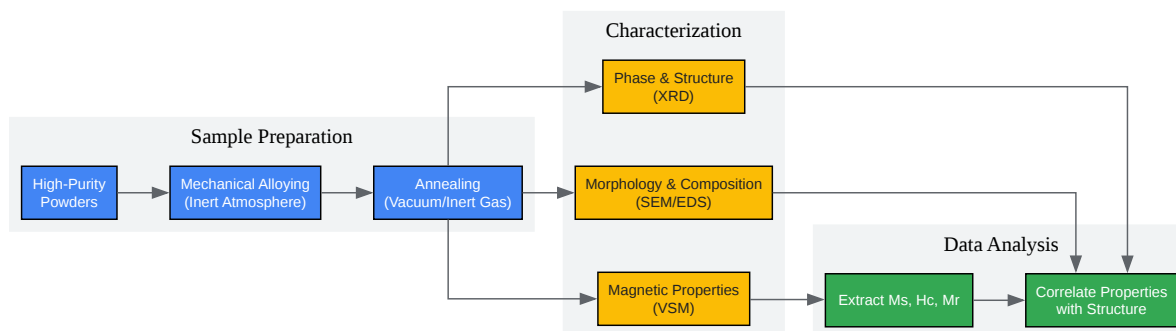 Sample Preparation
High-Purity
Powders
Mechanical Alloying
(Inert Atmosphere)
Annealing
(Vacuum/Inert Gas)
Characterization
Phase & Structure
(XRD)
Morphology & Composition
(SEM/EDS)
Magnetic Properties
(VSM)
Data Analysis
Extract Ms, Hc, Mr
Correlate Properties
with Structure